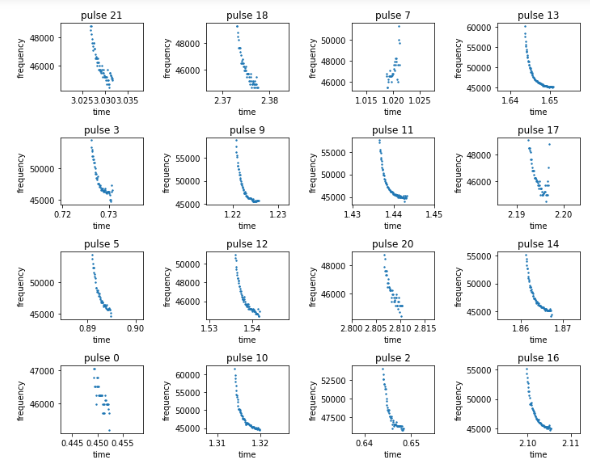 pulse 21 pulse 18 pulse 7 pulse 13
frequency 48000 46000 frequency 48000 46000 frequency 50000 48000 46000 frequency 60000 55000 50000 45000
3.025 3.030 3.035 2.37 2.38 1.015 1.020 1.025 1.64 1.65
time time time time
pulse 3 pulse 9 pulse 11 pulse 17
frequency 50000 45000 frequency 55000 50000 45000 frequency 55000 50000 45000 frequency 48000 46000
0.72 0.73 1.22 1.23 1.43 1.44 1.45 2.19 2.20
time time time time
pulse 5 pulse 12 pulse 20 pulse 14
frequency 50000 45000 frequency 50000 48000 46000 frequency 48000 46000 frequency 55000 50000 45000
0.89 0.90 1.53 1.54 2.800 2.805 2.810 2.815 1.86 1.87
time time time time
pulse 0 pulse 10 pulse 2 pulse 16
frequency 47000 46000 frequency 60000 55000 50000 45000 frequency 52500 50000 47500 frequency 55000 50000 45000
0.445 0.450 0.455 1.31 1.32 0.64 0.65 2.10 2.11
time time time time